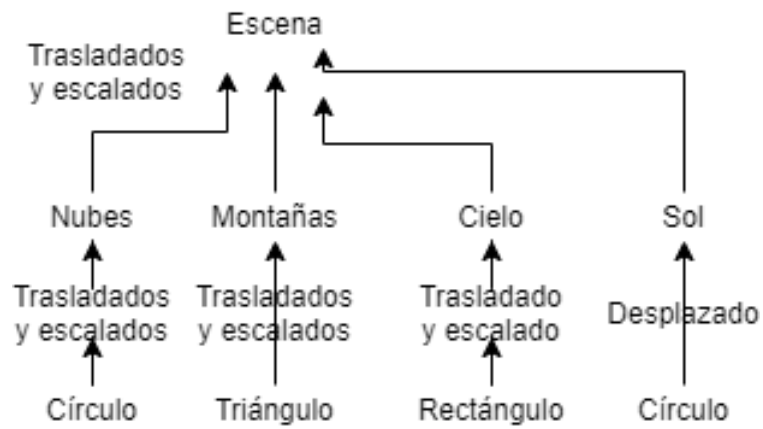 Escena
Trasladados
y escalados
Nubes
Montañas
Cielo
Sol
Trasladados
y escalados
Trasladados
y escalados
Trasladado
y escalado
Desplazado
Círculo
Triángulo
Rectángulo
Círculo